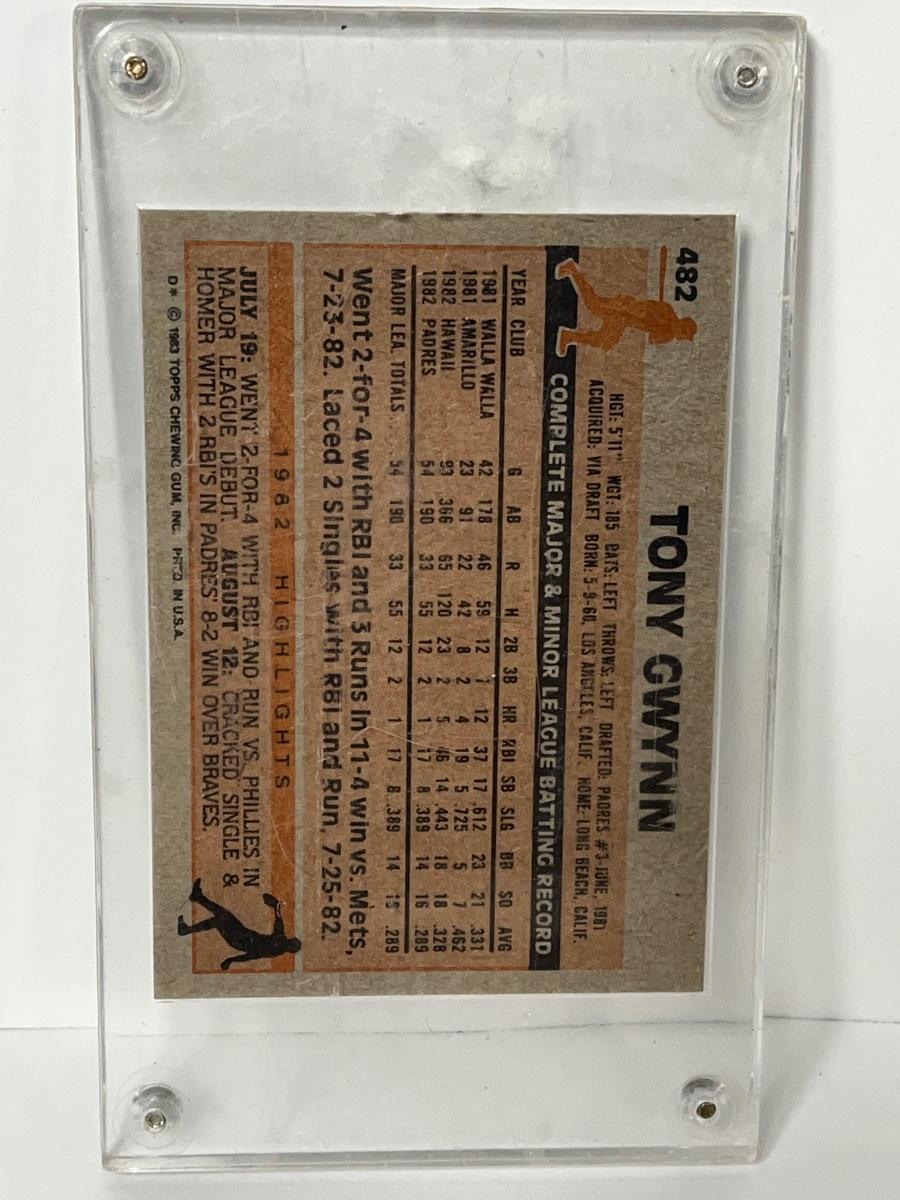 482
TONY GWYNN
HGT: 5'11" WGT: 185 BATS: LEFT THROWS: LEFT DRAFTED: PADRES #3-JUNE, 1981
ACQUIRED: VIA DRAFT BORN: 5-9-60, LOS ANGELES, CALIF. HOME: LONG BEACH, CALIF.
COMPLETE MAJOR & MINOR LEAGUE BATTING RECORD
YEAR CLUB G AB R H 2B 3B HR RBI SB SLG BB SO AVG
1981 WALLA WALLA 42 178 46 59 12 1 12 37 17 .612 23 21 .331
1981 AMARILLO 23 91 22 42 8 2 4 19 5 .725 5 7 .462
1982 HAWAII 93 366 65 120 23 2 5 46 14 .443 18 18 .328
1982 PADRES 54 190 33 55 12 2 1 17 8 .389 14 16 .289
MAJOR LEA. TOTALS 54 190 33 55 12 2 1 17 8 .389 14 16 .289
Went 2-for-4 with RBI and 3 Runs in 11-4 win vs. Mets,
7-23-82. Laced 2 Singles with RBI and Run, 7-25-82.
1982 HIGHLIGHTS
JULY 19: WENT 2-FOR-4 WITH RBI AND RUN VS. PHILLIES IN
MAJOR LEAGUE DEBUT. AUGUST 12: CRACKED SINGLE &
HOMER WITH 2 RBI'S IN PADRES' 8-2 WIN OVER BRAVES.
D* © 1983 TOPPS CHEWING GUM, INC. PRTD. IN U.S.A.